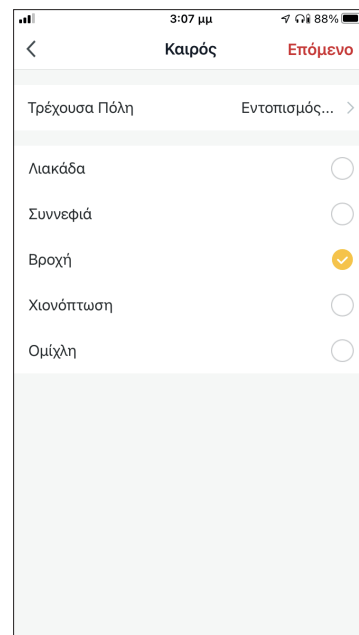 3:07 μμ 88%
Καιρός Επόμενο
Τρέχουσα Πόλη Εντοπισμός...
Λιακάδα
Συννεφιά
Βροχή
Χιονόπτωση
Ομίχλη